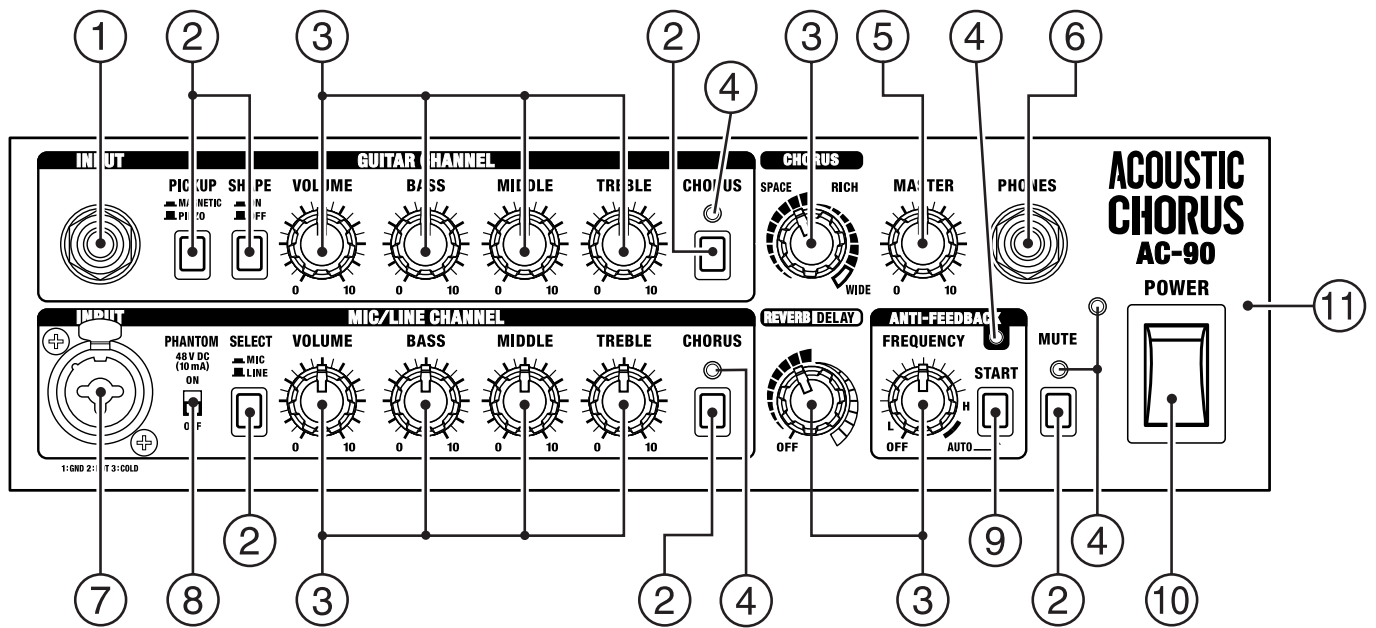 1 2 3 2 4 3 5 4 6
INPUT GUITAR CHANNEL CHORUS
PICKUP SHAPE VOLUME BASS MIDDLE TREBLE CHORUS SPACE RICH MASTER PHONES
MAGNETIC ON
PIEZO OFF
WIDE
0 10 0 10 0 10 0 10 0 10
ACOUSTIC
CHORUS
AC-90
POWER
11
INPUT MIC/LINE CHANNEL REVERB DELAY ANTI-FEEDBACK
PHANTOM SELECT VOLUME BASS MIDDLE TREBLE CHORUS FREQUENCY MUTE
48 V DC MIC
(10 mA) LINE
ON
OFF
START
L H
0 10 0 10 0 10 0 10 OFF OFF AUTO
1:GND 2:HOT 3:COLD
2 2 4 9 4
7 8 3 3 2 10